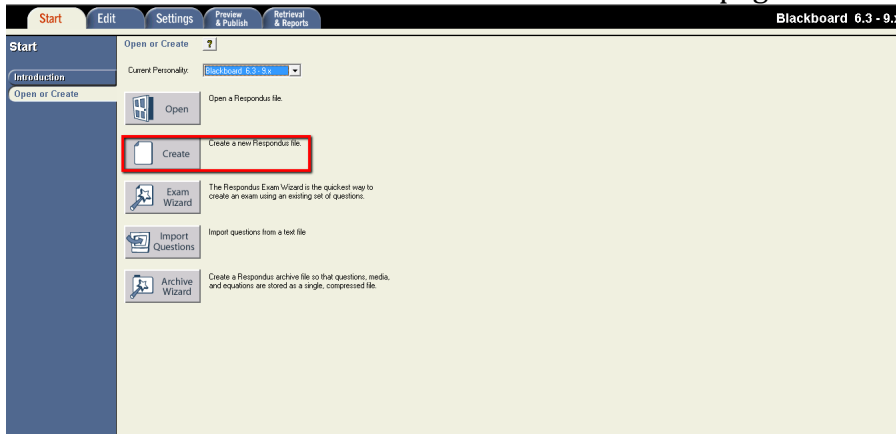 Start Edit Settings Preview & Publish Retrieval & Reports Blackboard 6.3 - 9.x
Start
Introduction
Open or Create
Open or Create ?
Current Personality: Blackboard 6.3 - 9.x
Open
Open a Respondus file.
Create
Create a new Respondus file.
Exam Wizard
The Respondus Exam Wizard is the quickest way to
create an exam using an existing set of questions.
Import Questions
Import questions from a text file
Archive Wizard
Create a Respondus archive file so that questions, media,
and equations are stored as a single, compressed file.